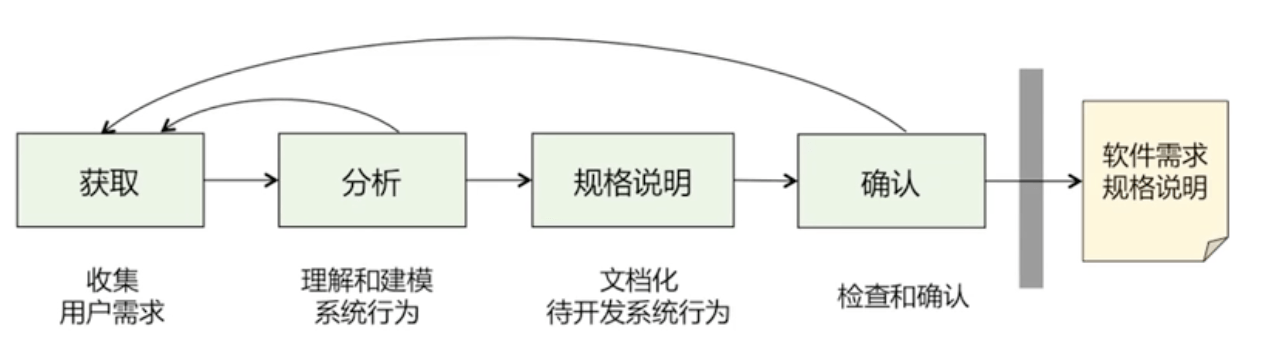 获取
分析
规格说明
确认
软件需求
规格说明
收集
用户需求
理解和建模
系统行为
文档化
待开发系统行为
检查和确认